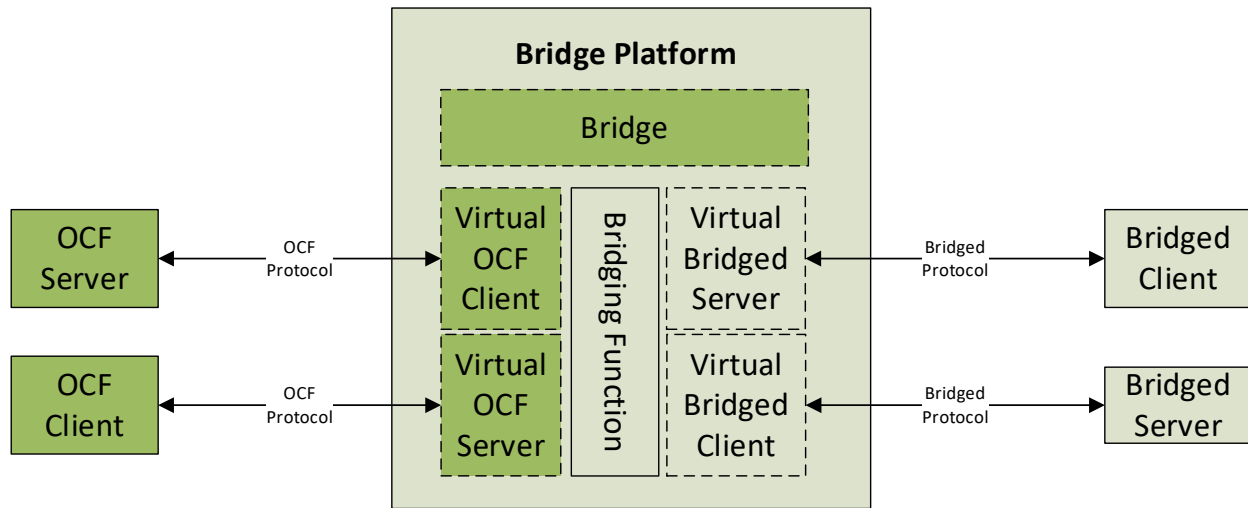 Bridge Platform
Bridge
OCF
Server
OCF
Protocol
Virtual
OCF
Client
Bridging Function
Virtual
Bridged
Server
Bridged
Protocol
Bridged
Client
OCF
Client
OCF
Protocol
Virtual
OCF
Server
Virtual
Bridged
Client
Bridged
Protocol
Bridged
Server